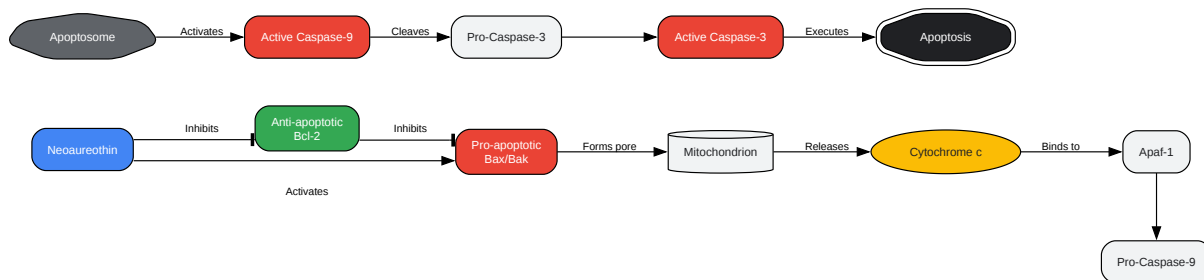 Apoptosome
Activates
Active Caspase-9
Cleaves
Pro-Caspase-3
Active Caspase-3
Executes
Apoptosis
Neoaureothin
Inhibits
Anti-apoptotic
Bcl-2
Inhibits
Pro-apoptotic
Bax/Bak
Forms pore
Mitochondrion
Releases
Cytochrome c
Binds to
Apaf-1
Activates
Pro-Caspase-9